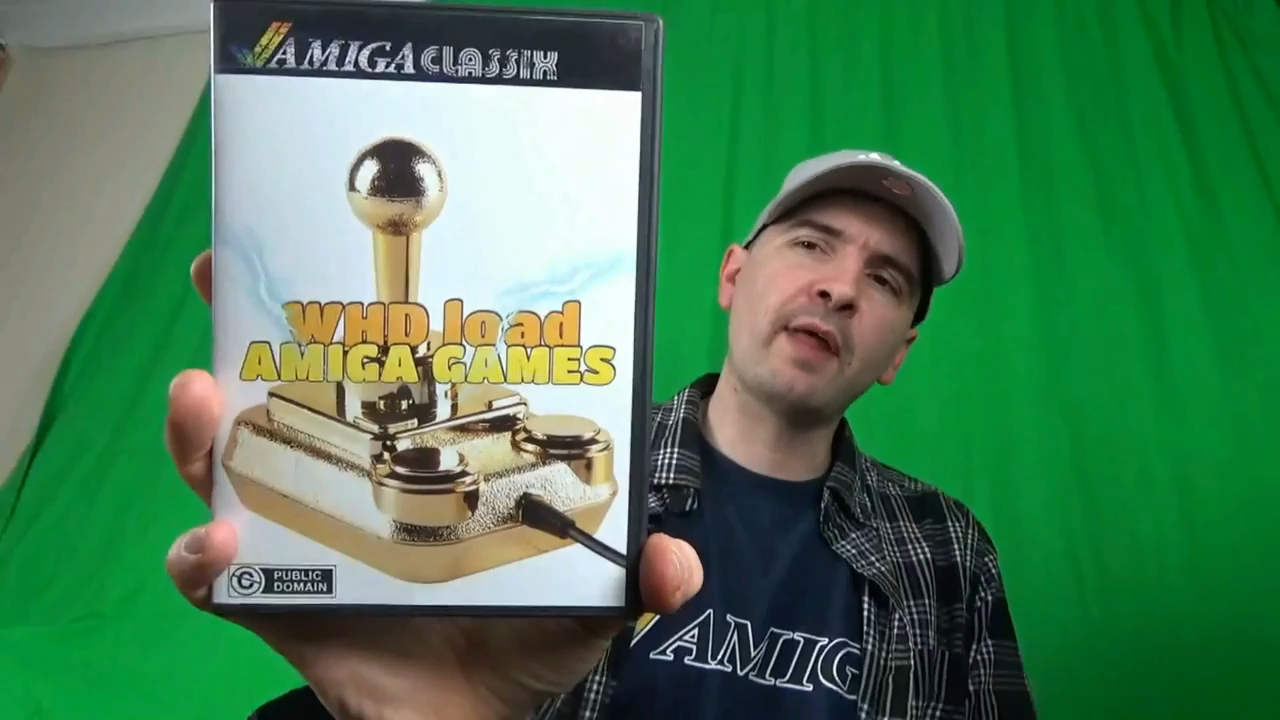 AMIGA CLASSIX
WHD load
AMIGA GAMES
PUBLIC
DOMAIN
AMIG